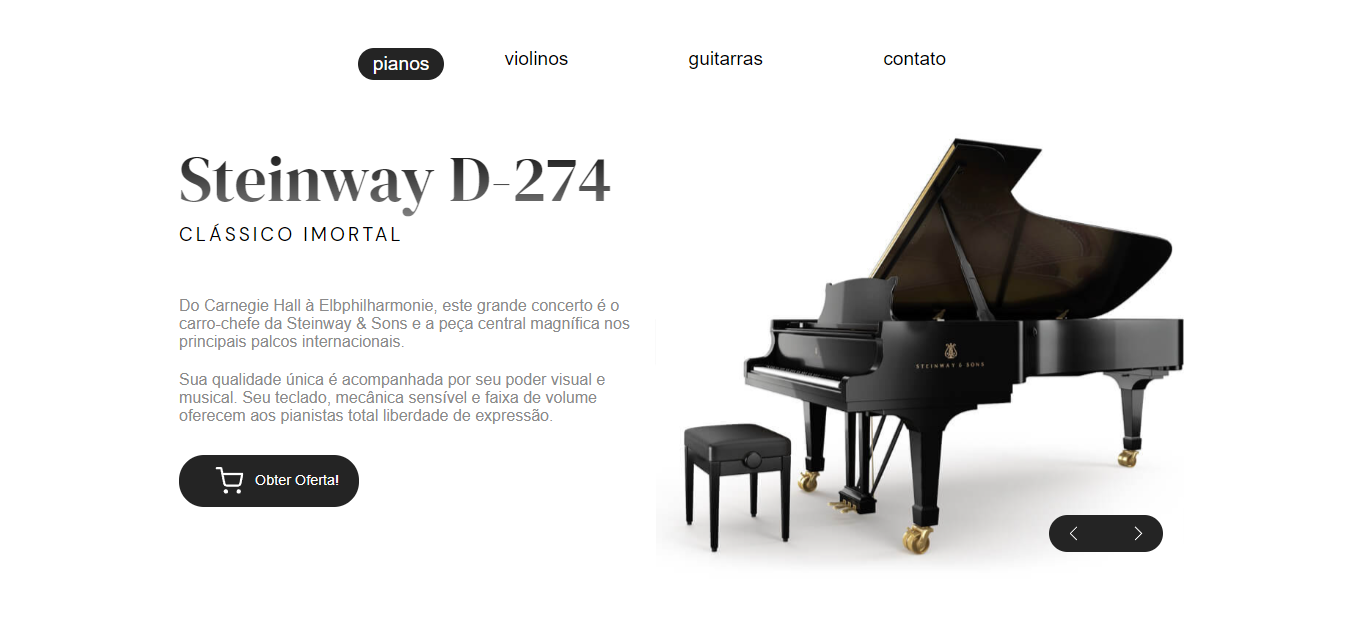 pianos violinos guitarras contato
Steinway D-274
CLÁSSICO IMORTAL
Do Carnegie Hall à Elbphilharmonie, este grande concerto é o
carro-chefe da Steinway & Sons e a peça central magnífica nos
principais palcos internacionais.
Sua qualidade única é acompanhada por seu poder visual e
musical. Seu teclado, mecânica sensível e faixa de volume
oferecem aos pianistas total liberdade de expressão.
Obter Oferta!
STEINWAY & SONS